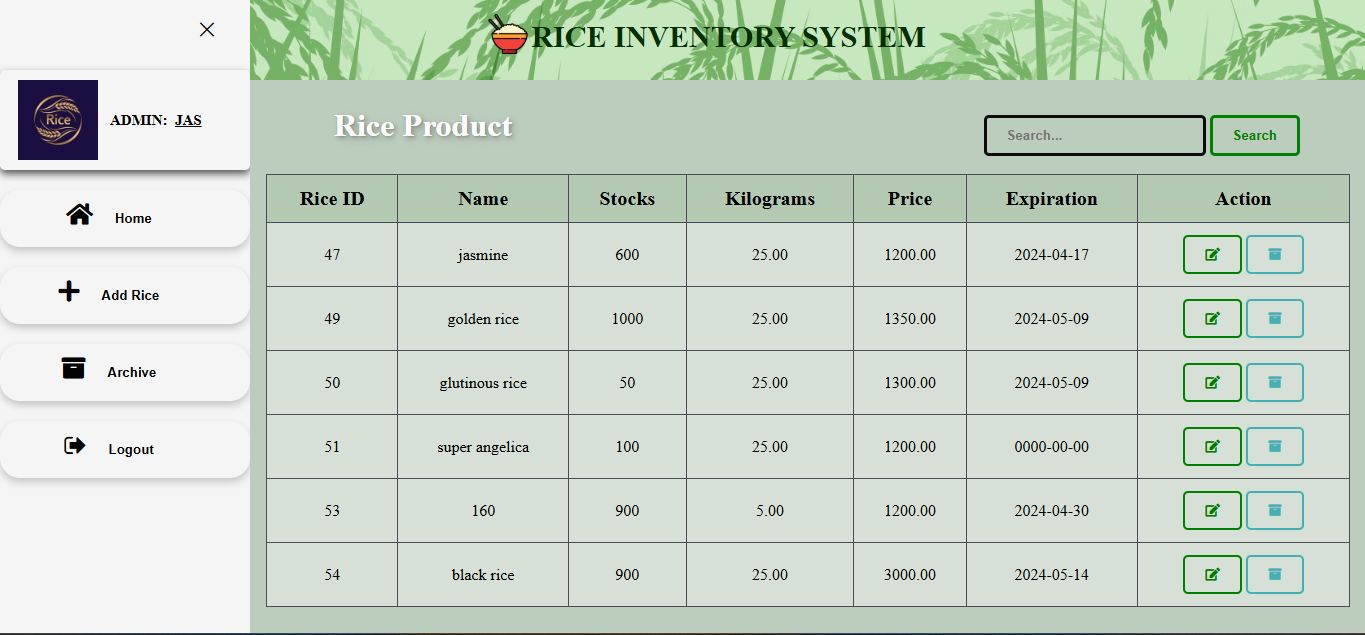 RICE INVENTORY SYSTEM
Rice
ADMIN: JAS
Home
Add Rice
Archive
Logout
Rice Product
Search...
Search
Rice ID Name Stocks Kilograms Price Expiration Action
47 jasmine 600 25.00 1200.00 2024-04-17
49 golden rice 1000 25.00 1350.00 2024-05-09
50 glutinous rice 50 25.00 1300.00 2024-05-09
51 super angelica 100 25.00 1200.00 0000-00-00
53 160 900 5.00 1200.00 2024-04-30
54 black rice 900 25.00 3000.00 2024-05-14